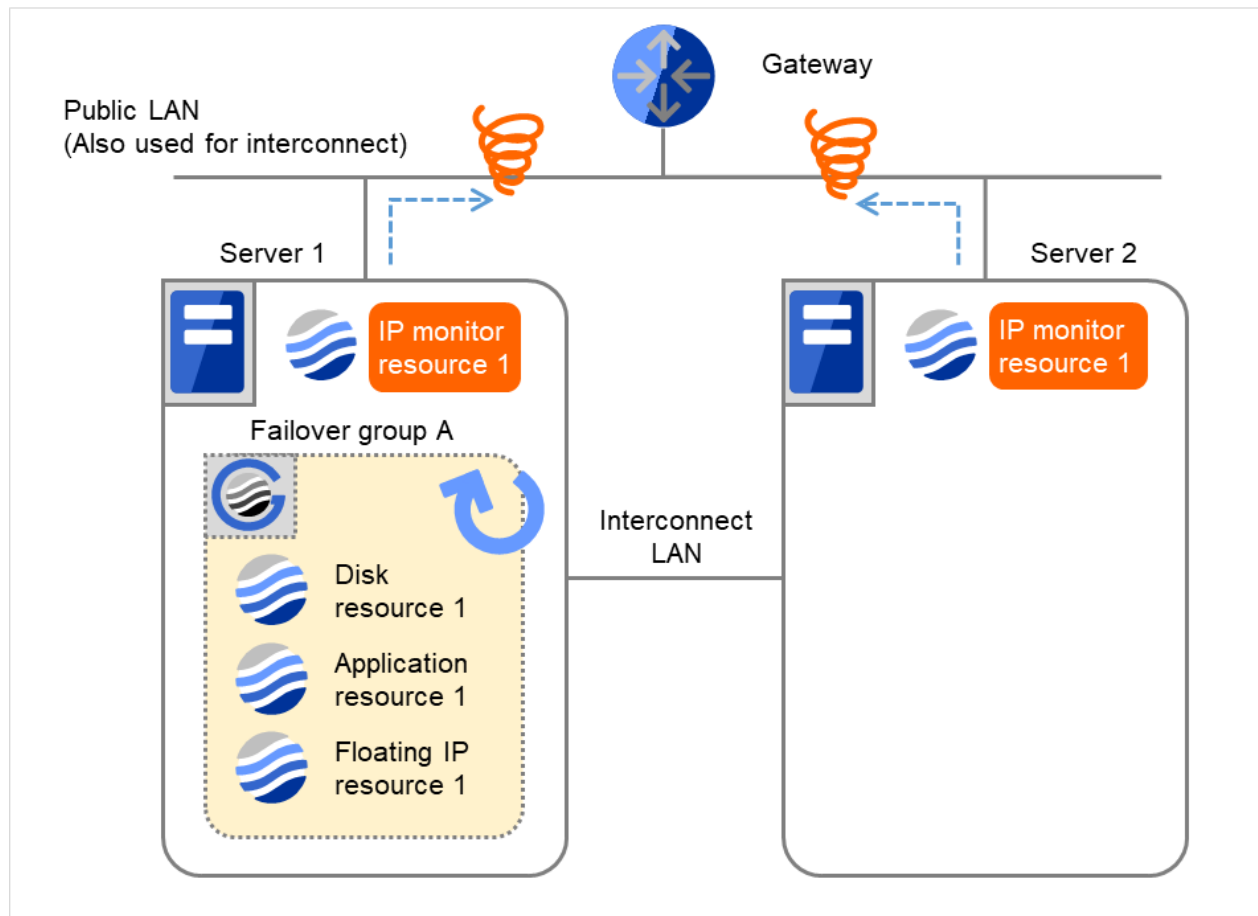 Gateway
Public LAN
(Also used for interconnect)
Server 1
Server 2
IP monitor
resource 1
IP monitor
resource 1
Failover group A
Interconnect
LAN
Disk
resource 1
Application
resource 1
Floating IP
resource 1